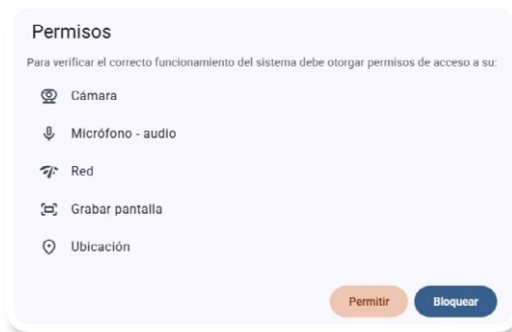 Permisos
Para verificar el correcto funcionamiento del sistema debe otorgar permisos de acceso a su:
Cámara
Micrófono - audio
Red
Grabar pantalla
Ubicación
Permitir
Bloquear